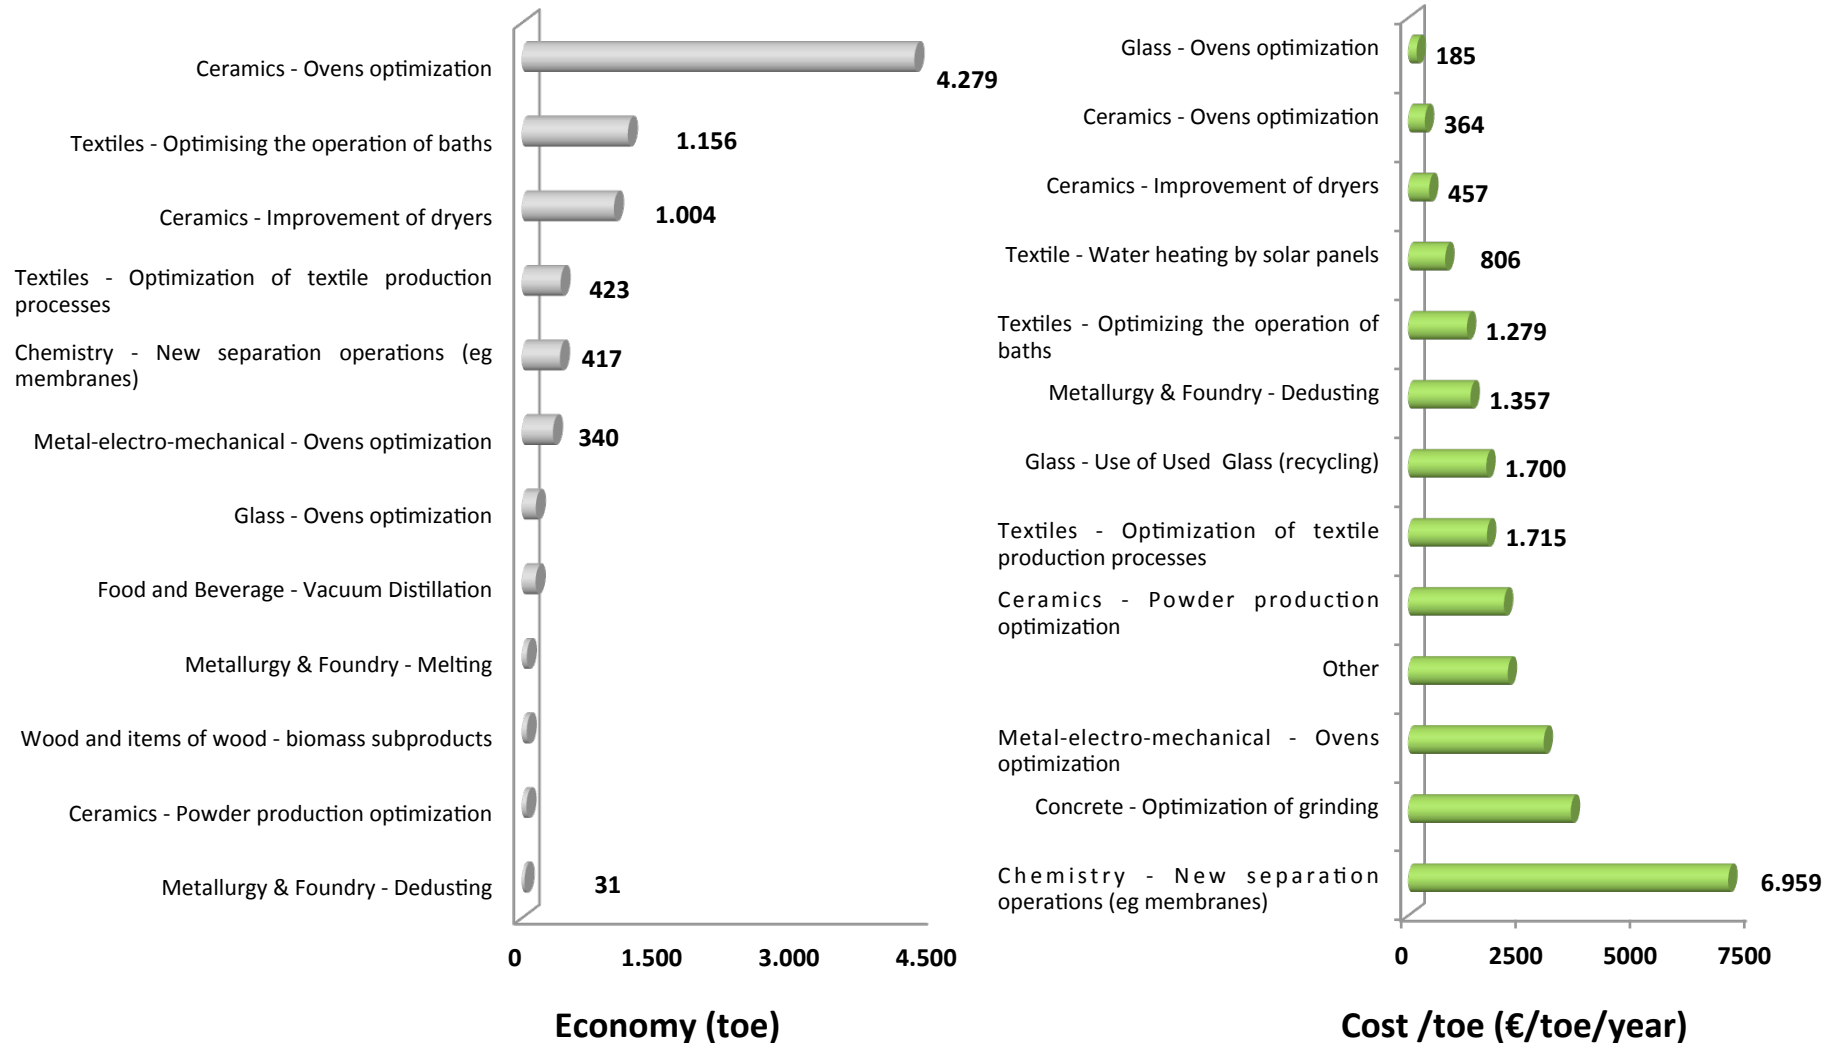 Ceramics - Ovens optimization
4.279
Textiles - Optimising the operation of baths
1.156
Ceramics - Improvement of dryers
1.004
Textiles - Optimization of textile production
processes
423
Chemistry - New separation operations (eg
membranes)
417
Metal-electro-mechanical - Ovens optimization
340
Glass - Ovens optimization
Food and Beverage - Vacuum Distillation
Metallurgy & Foundry - Melting
Wood and items of wood - biomass subproducts
Ceramics - Powder production optimization
Metallurgy & Foundry - Dedusting
31
0 1.500 3.000 4.500
Economy (toe)
Glass - Ovens optimization
185
Ceramics - Ovens optimization
364
Ceramics - Improvement of dryers
457
Textile - Water heating by solar panels
806
Textiles - Optimizing the operation of
baths
1.279
Metallurgy & Foundry - Dedusting
1.357
Glass - Use of Used Glass (recycling)
1.700
Textiles - Optimization of textile
production processes
1.715
Ceramics - Powder production
optimization
Other
Metal-electro-mechanical - Ovens
optimization
Concrete - Optimization of grinding
Chemistry - New separation
operations (eg membranes)
6.959
0 2500 5000 7500
Cost /toe (€/toe/year)